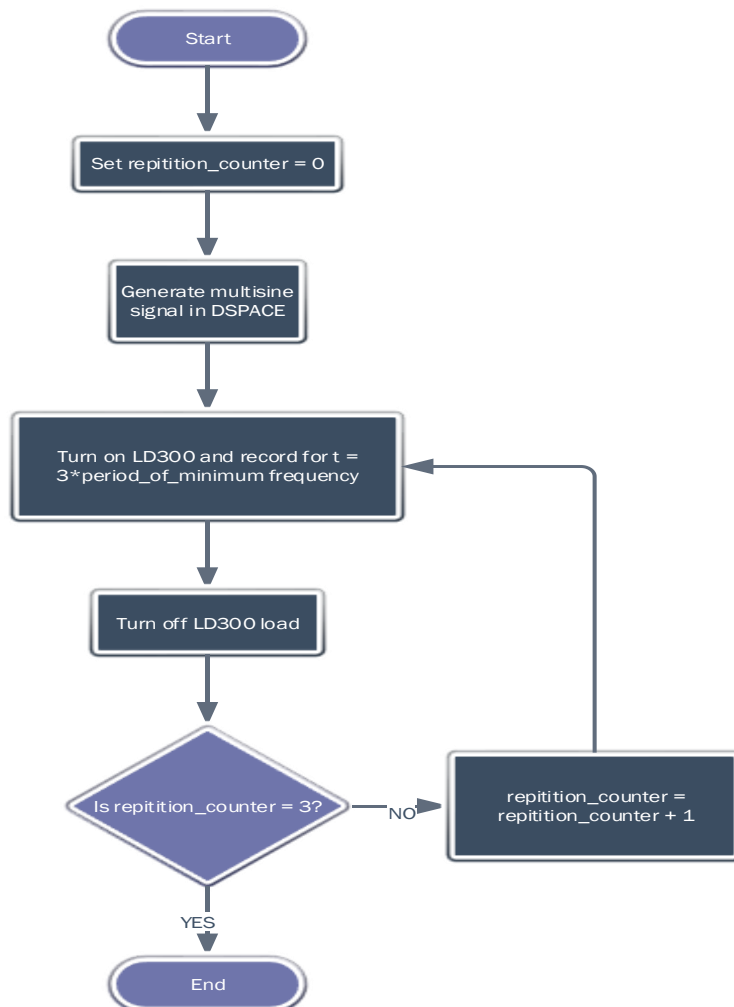 Start
Set repitition_counter = 0
Generate multisine
signal in DSPACE
Turn on LD300 and record for t =
3*period_of_minimum frequency
Turn off LD300 load
Is repitition_counter = 3?
NO
repitition_counter =
repitition_counter + 1
YES
End